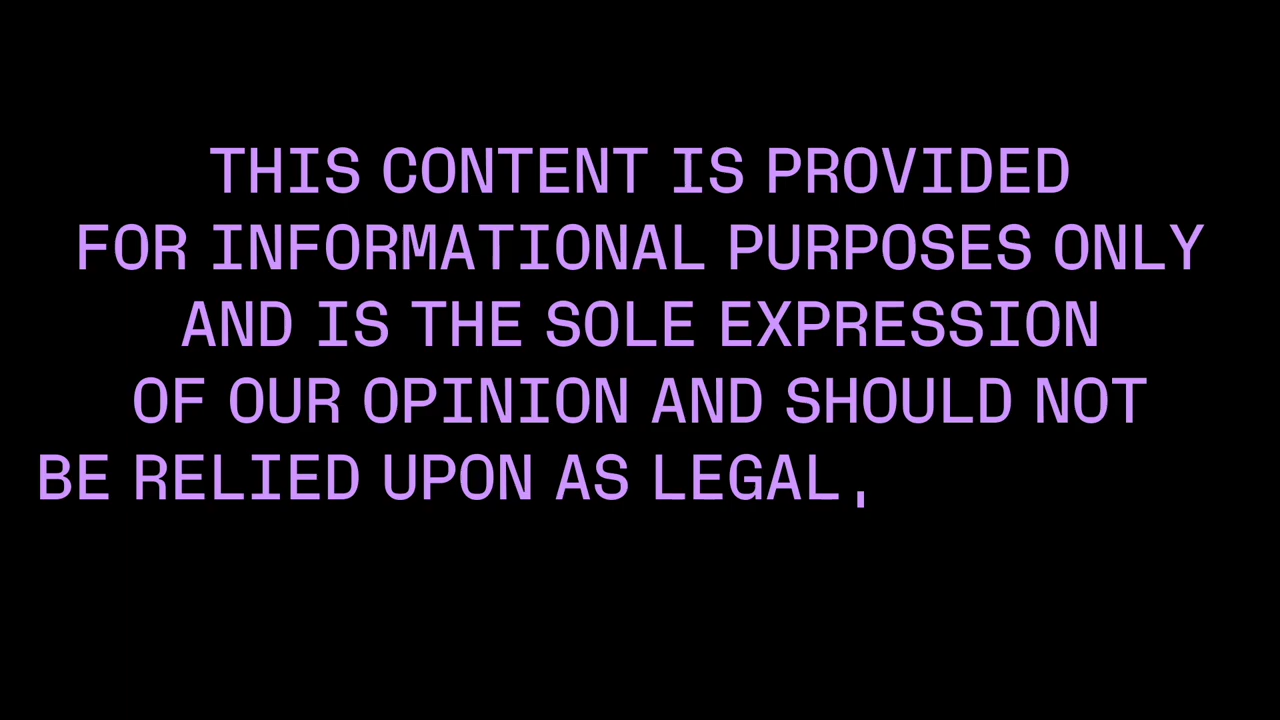 THIS CONTENT IS PROVIDED
FOR INFORMATIONAL PURPOSES ONLY
AND IS THE SOLE EXPRESSION
OF OUR OPINION AND SHOULD NOT
BE RELIED UPON AS LEGAL,